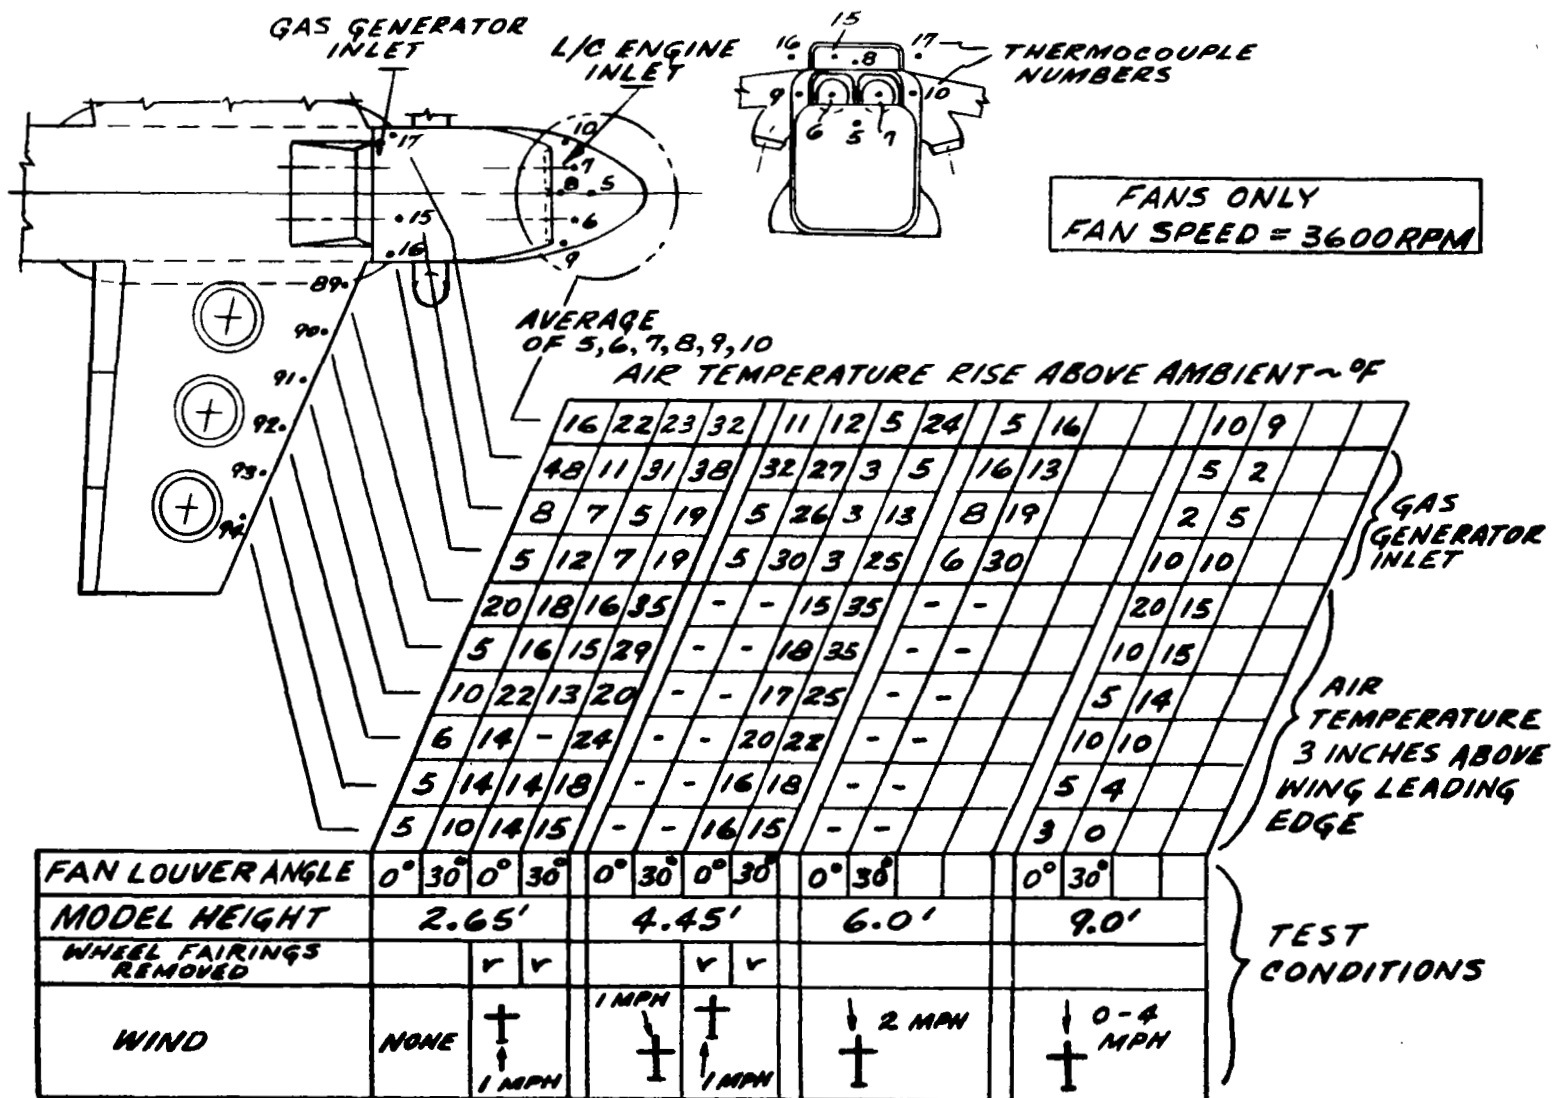 GAS GENERATOR
INLET
L/C ENGINE
INLET
15
16
8
17
THERMOCOUPLE
NUMBERS
9
10
6
5
7
17
10
7
8
5
15
6
16
9
89
90
91
92
93
94
FANS ONLY
FAN SPEED = 3600 RPM
AVERAGE
OF 5,6,7,8,9,10
AIR TEMPERATURE RISE ABOVE AMBIENT ~ °F
16 22 23 32 11 12 5 24 5 16 10 9
48 11 31 38 32 27 3 5 16 13 5 2
8 7 5 19 5 26 3 13 8 19 2 5
5 12 7 19 5 30 3 25 6 30 10 10
GAS
GENERATOR
INLET
20 18 16 35 - - 15 35 - - 20 15
5 16 15 29 - - 18 35 - - 10 15
10 22 13 20 - - 17 25 - - 5 14
6 14 - 24 - - 20 22 - - 10 10
5 14 14 18 - - 16 18 - - 5 4
5 10 14 15 - - 16 15 - - 3 0
AIR
TEMPERATURE
3 INCHES ABOVE
WING LEADING
EDGE
FAN LOUVER ANGLE 0° 30° 0° 30° 0° 30° 0° 30° 0° 30° 0° 30°
MODEL HEIGHT 2.65' 4.45' 6.0' 9.0'
WHEEL FAIRINGS
REMOVED
v v v v
WIND NONE 1 MPH 1 MPH 1 MPH 2 MPH 0-4
MPH
TEST
CONDITIONS